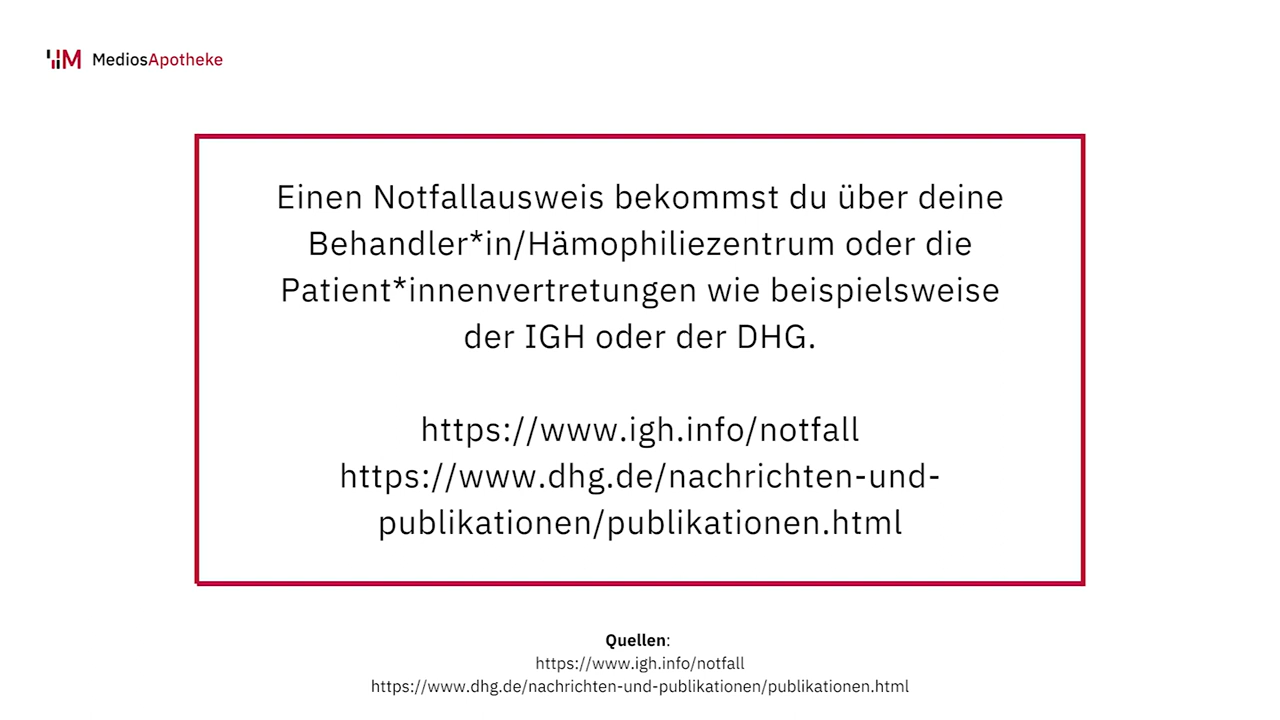 MediosApotheke
Einen Notfallausweis bekommst du über deine
Behandler*in/Hämophiliezentrum oder die
Patient*innenvertretungen wie beispielsweise
der IGH oder der DHG.
https://www.igh.info/notfall
https://www.dhg.de/nachrichten-und-
publikationen/publikationen.html
Quellen:
https://www.igh.info/notfall
https://www.dhg.de/nachrichten-und-publikationen/publikationen.html